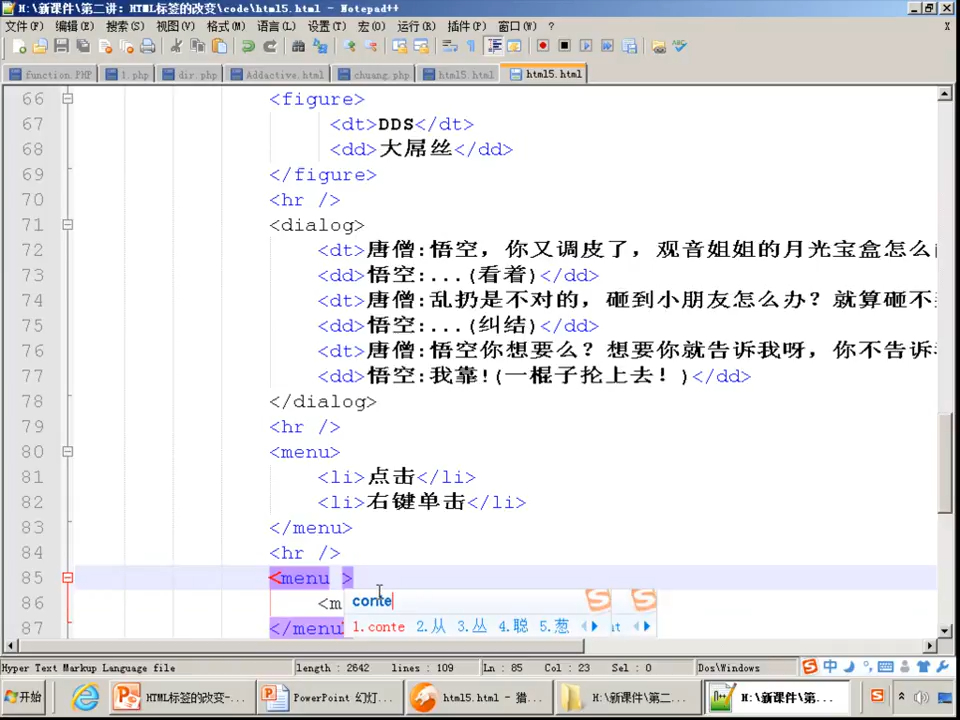 H:\新课件\第二讲：HTML标签的改变\code\html5.html - Notepad++
文件(F) 编辑(E) 搜索(S) 视图(V) 格式(M) 语言(L) 设置(T) 宏(O) 运行(R) 插件(P) 窗口(W) ? X
function.PHP 1.php dir.php Addactive.html chuang.php html5.html html5.html
66 <figure>
67 <dt>DDS</dt>
68 <dd>大屌丝</dd>
69 </figure>
70 <hr />
71 <dialog>
72 <dt>唐僧:悟空，你又调皮了，观音姐姐的月光宝盒怎么
73 <dd>悟空:...(看着)</dd>
74 <dt>唐僧:乱扔是不对的，砸到小朋友怎么办？就算砸不
75 <dd>悟空:...(纠结)</dd>
76 <dt>唐僧:悟空你想要么？想要你就告诉我呀，你不告诉
77 <dd>悟空:我靠!(一棍子抡上去！)</dd>
78 </dialog>
79 <hr />
80 <menu>
81 <li>点击</li>
82 <li>右键单击</li>
83 </menu>
84 <hr />
85 <menu >
86 <m conte
1.conte 2.从 3.丛 4.聪 5.葱
87 </menu
Hyper Text Markup Language file length : 2642 lines : 109 Ln : 85 Col : 23 Sel : 0 Dos\Windows 中
开始 HTML标签的改变-... PowerPoint 幻灯... html5.html - 猎... H:\新课件\第二... H:\新课件\第...